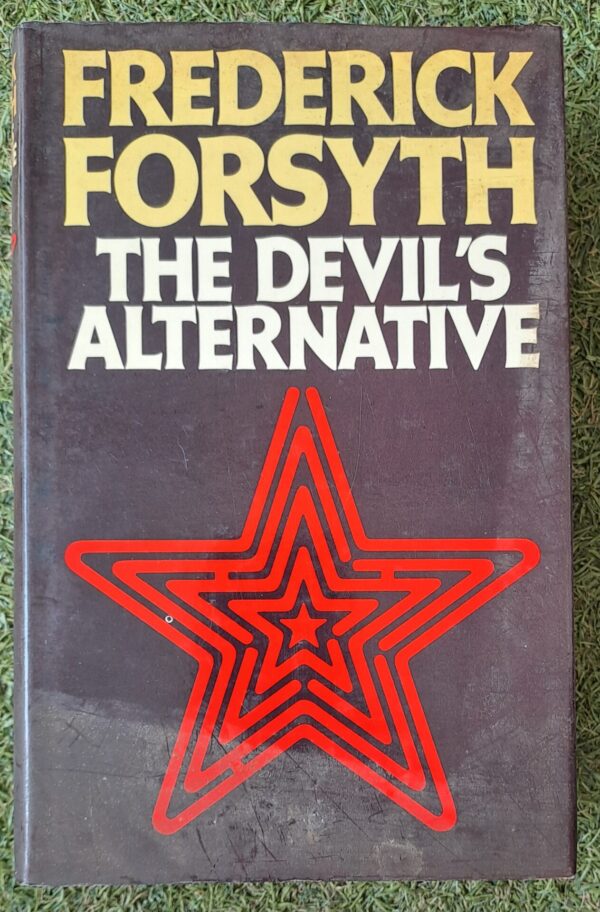 FREDERICK
FORSYTH
THE DEVIL'S
ALTERNATIVE